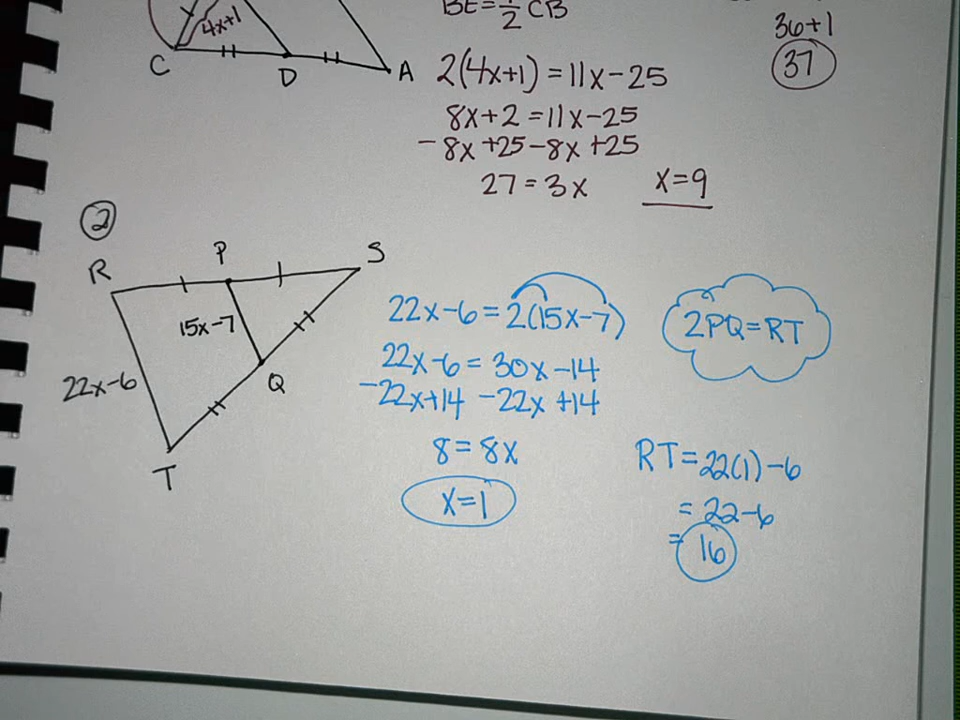 BE = 1/2 CB
36+1
37
4x+1
C
D
A
2(4x+1) = 11x-25
8x+2 = 11x-25
-8x +25 -8x +25
27 = 3x
x=9
2
R
P
S
15x-7
22x-6
Q
T
22x-6 = 2(15x-7)
22x-6 = 30x-14
-22x+14 -22x+14
8 = 8x
x=1
2PQ=RT
RT=22(1)-6
= 22-6
= 16